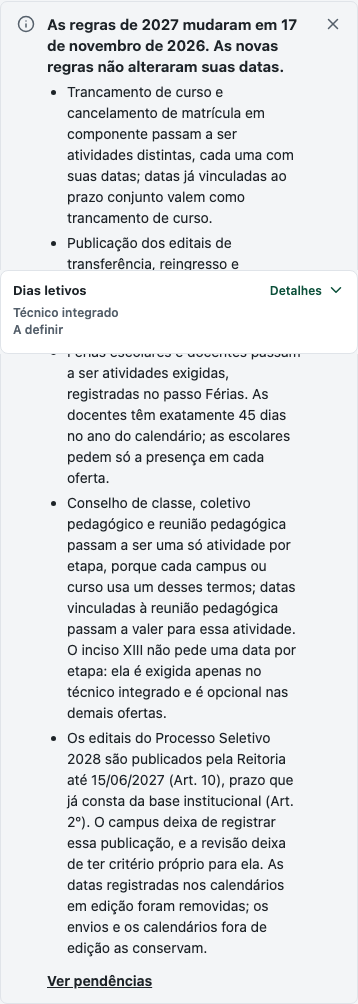 As regras de 2027 mudaram em 17
de novembro de 2026. As novas
regras não alteraram suas datas.
• Trancamento de curso e
cancelamento de matrícula em
componente passam a ser
atividades distintas, cada uma com
suas datas; datas já vinculadas ao
prazo conjunto valem como
trancamento de curso.
• Publicação dos editais de
transferência, reingresso e
Dias letivos
Detalhes
Técnico integrado
A definir
• Férias escolares e docentes passam
a ser atividades exigidas,
registradas no passo Férias. As
docentes têm exatamente 45 dias
no ano do calendário; as escolares
pedem só a presença em cada
oferta.
• Conselho de classe, coletivo
pedagógico e reunião pedagógica
passam a ser uma só atividade por
etapa, porque cada campus ou
curso usa um desses termos; datas
vinculadas à reunião pedagógica
passam a valer para essa atividade.
O inciso XIII não pede uma data por
etapa: ela é exigida apenas no
técnico integrado e é opcional nas
demais ofertas.
• Os editais do Processo Seletivo
2028 são publicados pela Reitoria
até 15/06/2027 (Art. 10), prazo que
já consta da base institucional (Art.
2º). O campus deixa de registrar
essa publicação, e a revisão deixa
de ter critério próprio para ela. As
datas registradas nos calendários
em edição foram removidas; os
envios e os calendários fora de
edição as conservam.
Ver pendências